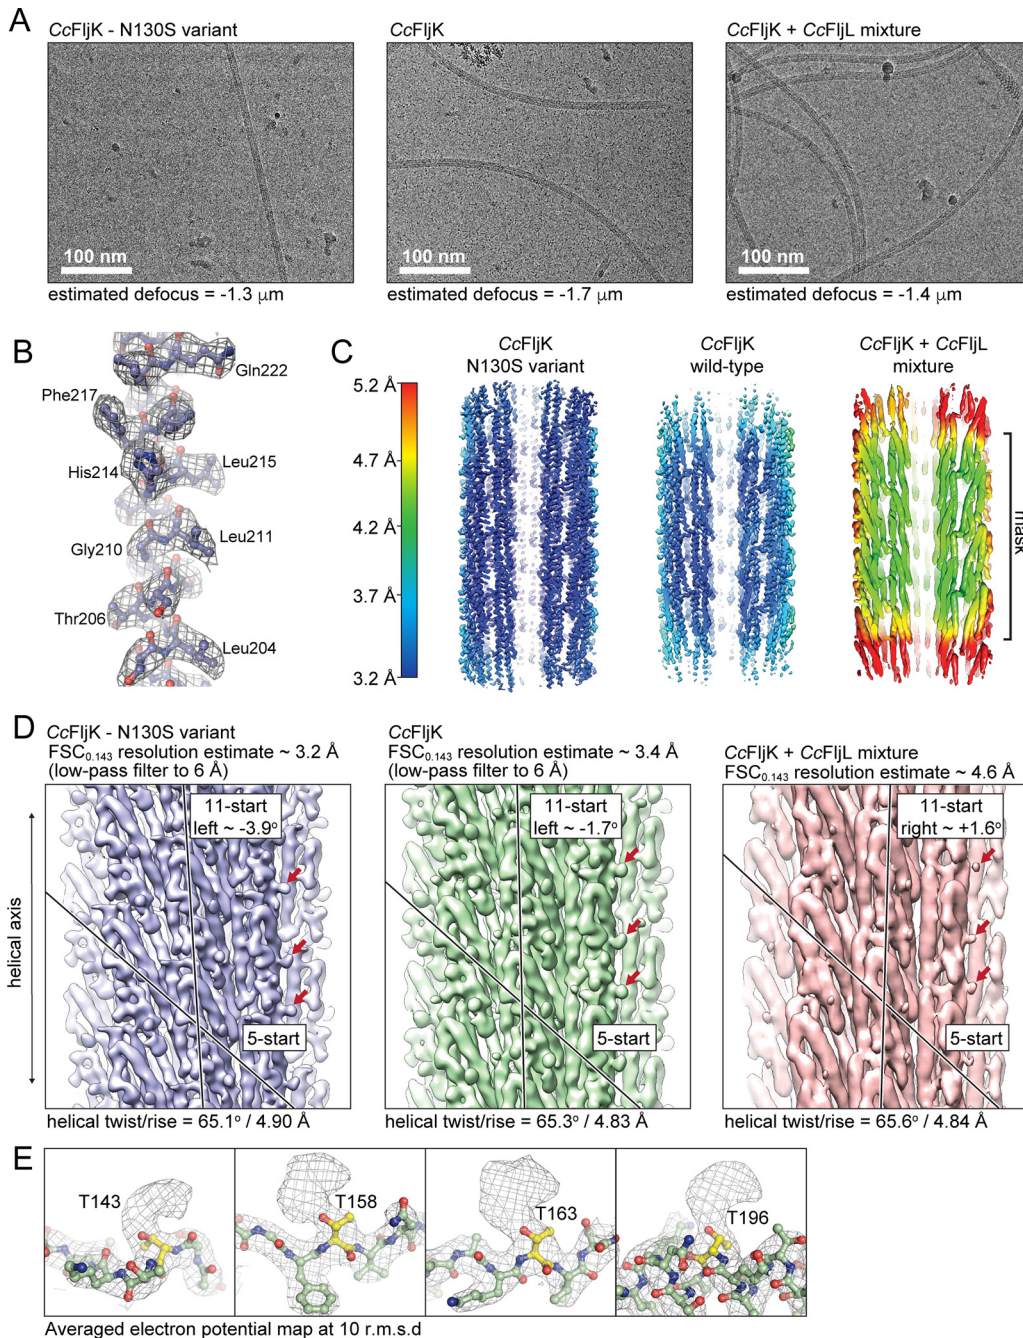 A
CcFljK - N130S variant
CcFljK
CcFljK + CcFljL mixture
100 nm
100 nm
100 nm
estimated defocus = -1.3 μm
estimated defocus = -1.7 μm
estimated defocus = -1.4 μm
B
Gln222
Phe217
His214
Leu215
Gly210
Leu211
Thr206
Leu204
C
CcFljK
N130S variant
CcFljK
wild-type
CcFljK + CcFljL
mixture
5.2 Å
4.7 Å
4.2 Å
3.7 Å
3.2 Å
mask
D
CcFljK - N130S variant
FSC0.143 resolution estimate ~ 3.2 Å
(low-pass filter to 6 Å)
CcFljK
FSC0.143 resolution estimate ~ 3.4 Å
(low-pass filter to 6 Å)
CcFljK + CcFljL mixture
FSC0.143 resolution estimate ~ 4.6 Å
helical axis
11-start
left ~ -3.9º
5-start
11-start
left ~ -1.7º
5-start
11-start
right ~ +1.6º
5-start
helical twist/rise = 65.1º / 4.90 Å
helical twist/rise = 65.3º / 4.83 Å
helical twist/rise = 65.6º / 4.84 Å
E
T143
T158
T163
T196
Averaged electron potential map at 10 r.m.s.d